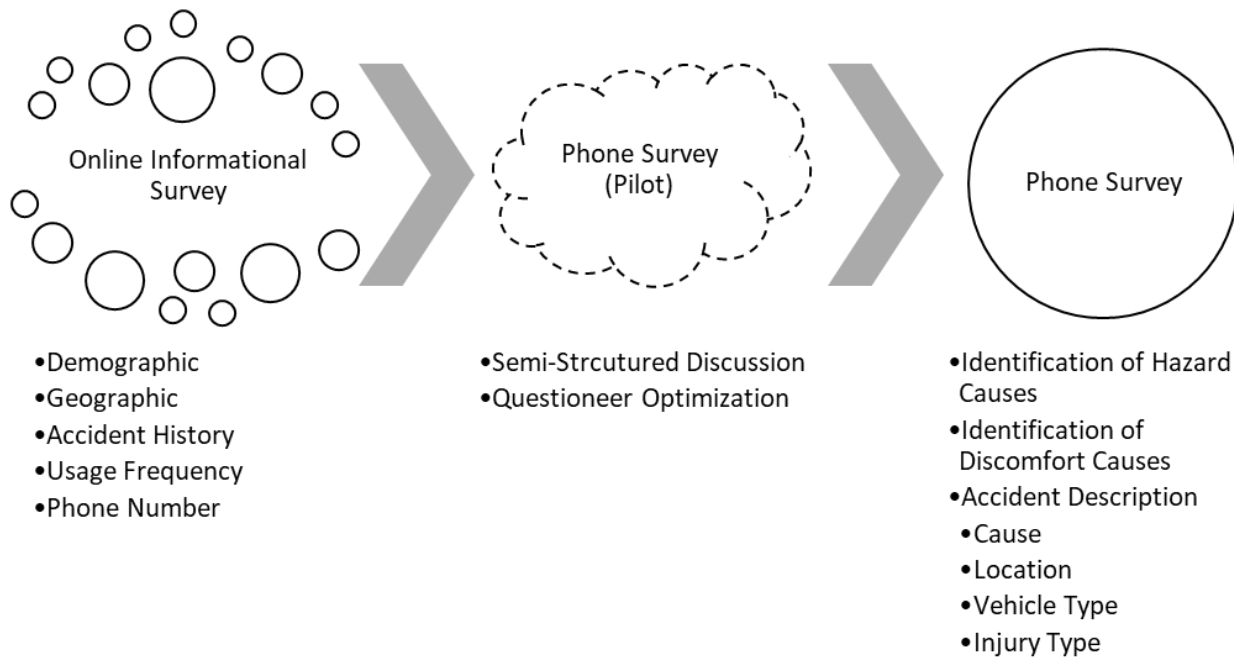 Online Informational
Survey
•Demographic
•Geographic
•Accident History
•Usage Frequency
•Phone Number
Phone Survey
(Pilot)
•Semi-Strcutured Discussion
•Questioneer Optimization
Phone Survey
•Identification of Hazard
Causes
•Identification of
Discomfort Causes
•Accident Description
•Cause
•Location
•Vehicle Type
•Injury Type